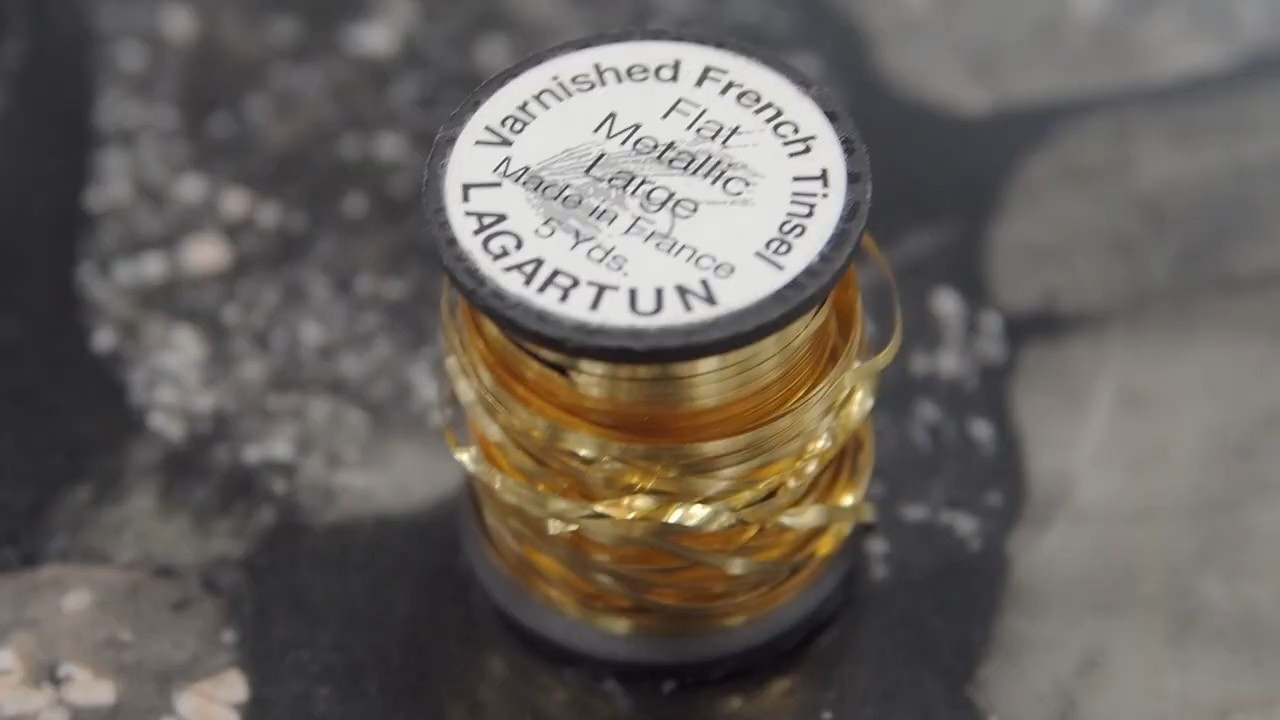 Varnished French Tinsel
Flat
Metallic
Large
Made in France
5 Yds.
LAGARTUN